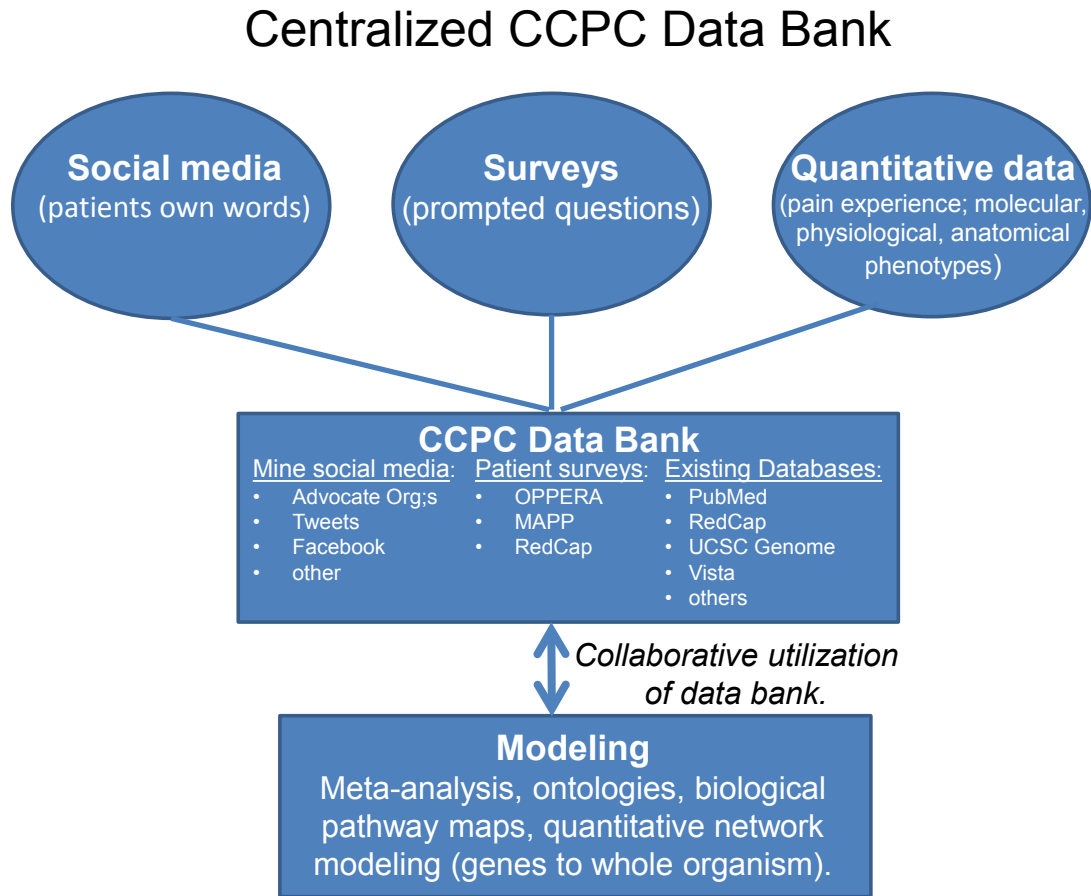 Centralized CCPC Data Bank
Social media
(patients own words)
Surveys
(prompted questions)
Quantitative data
(pain experience; molecular,
physiological, anatomical
phenotypes)
CCPC Data Bank
Mine social media:
• Advocate Org;s
• Tweets
• Facebook
• other
Patient surveys:
• OPPERA
• MAPP
• RedCap
Existing Databases:
• PubMed
• RedCap
• UCSC Genome
• Vista
• others
Collaborative utilization
of data bank.
Modeling
Meta-analysis, ontologies, biological
pathway maps, quantitative network
modeling (genes to whole organism).